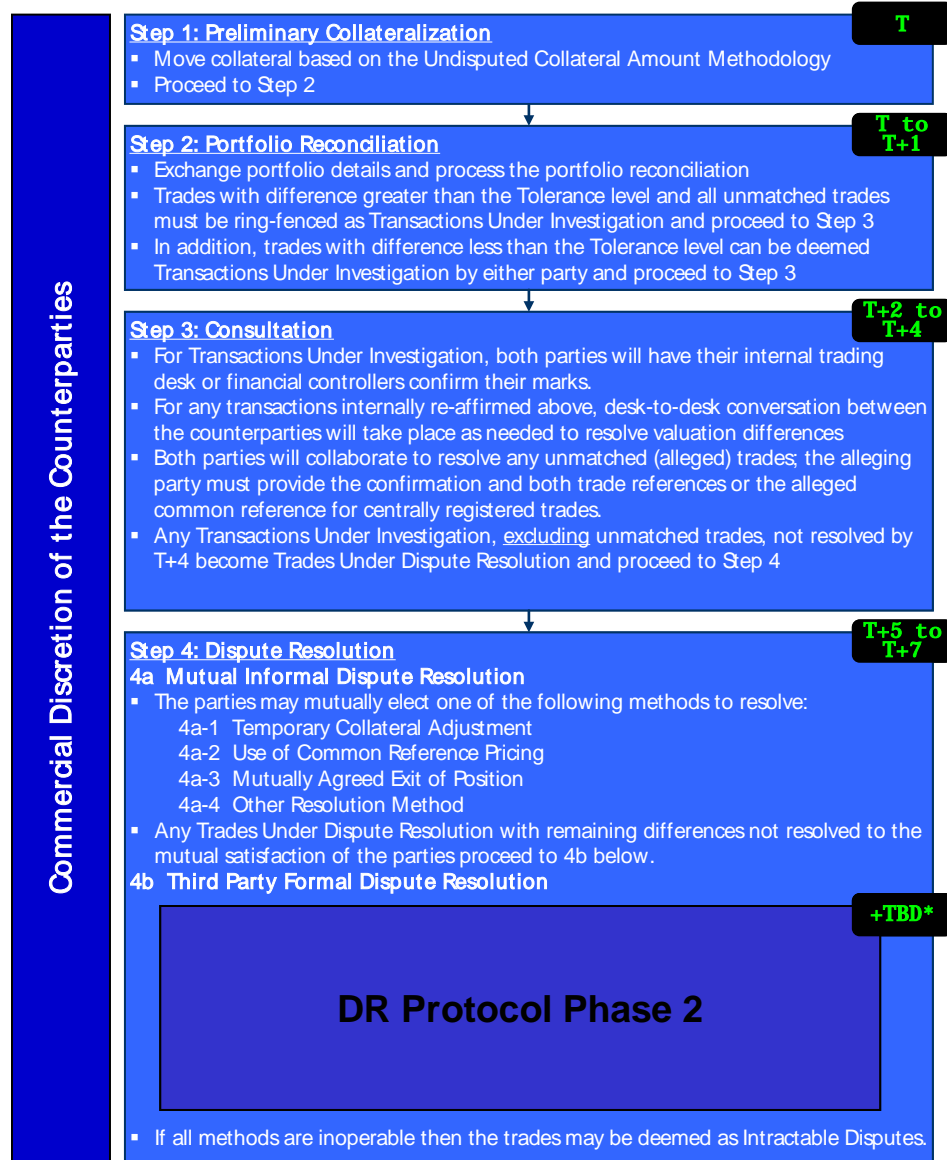 Commercial Discretion of the Counterparties
T
Step 1: Preliminary Collateralization
▪ Move collateral based on the Undisputed Collateral Amount Methodology
▪ Proceed to Step 2
T to
T+1
Step 2: Portfolio Reconciliation
▪ Exchange portfolio details and process the portfolio reconciliation
▪ Trades with difference greater than the Tolerance level and all unmatched trades
must be ring-fenced as Transactions Under Investigation and proceed to Step 3
▪ In addition, trades with difference less than the Tolerance level can be deemed
Transactions Under Investigation by either party and proceed to Step 3
T+2 to
T+4
Step 3: Consultation
▪ For Transactions Under Investigation, both parties will have their internal trading
desk or financial controllers confirm their marks.
▪ For any transactions internally re-affirmed above, desk-to-desk conversation between
the counterparties will take place as needed to resolve valuation differences
▪ Both parties will collaborate to resolve any unmatched (alleged) trades; the alleging
party must provide the confirmation and both trade references or the alleged
common reference for centrally registered trades.
▪ Any Transactions Under Investigation, excluding unmatched trades, not resolved by
T+4 become Trades Under Dispute Resolution and proceed to Step 4
T+5 to
T+7
Step 4: Dispute Resolution
4a Mutual Informal Dispute Resolution
▪ The parties may mutually elect one of the following methods to resolve:
4a-1 Temporary Collateral Adjustment
4a-2 Use of Common Reference Pricing
4a-3 Mutually Agreed Exit of Position
4a-4 Other Resolution Method
▪ Any Trades Under Dispute Resolution with remaining differences not resolved to the
mutual satisfaction of the parties proceed to 4b below.
4b Third Party Formal Dispute Resolution
+TBD*
DR Protocol Phase 2
▪ If all methods are inoperable then the trades may be deemed as Intractable Disputes.